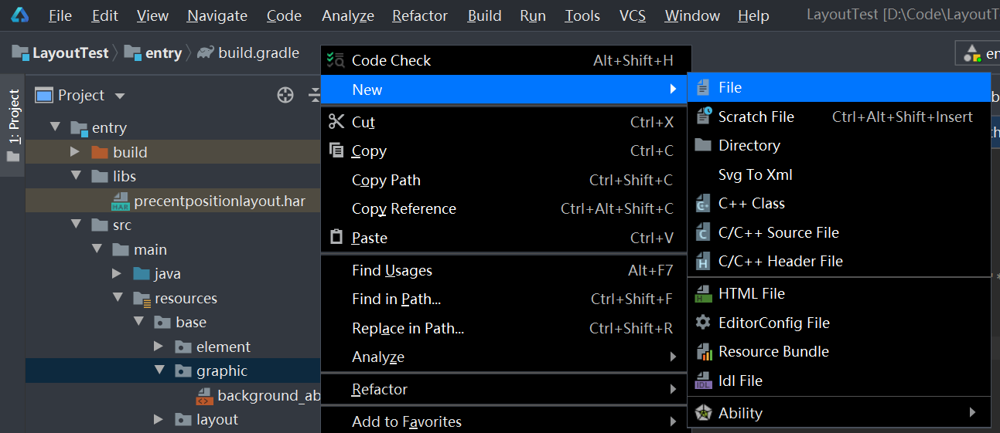 File Edit View Navigate Code Analyze Refactor Build Run Tools VCS Window Help LayoutTest [D:\Code\LayoutT
LayoutTest entry build.gradle
en
1: Project
Project
entry
build
libs
precentpositionlayout.har
src
main
java
resources
base
element
graphic
background_ab
layout
Code Check Alt+Shift+H
New
Cut Ctrl+X
Copy Ctrl+C
Copy Path Ctrl+Shift+C
Copy Reference Ctrl+Alt+Shift+C
Paste Ctrl+V
Find Usages Alt+F7
Find in Path... Ctrl+Shift+F
Replace in Path... Ctrl+Shift+R
Analyze
Refactor
Add to Favorites
File
Scratch File Ctrl+Alt+Shift+Insert
Directory
Svg To Xml
C++ Class
C/C++ Source File
C/C++ Header File
HTML File
EditorConfig File
Resource Bundle
Idl File
Ability